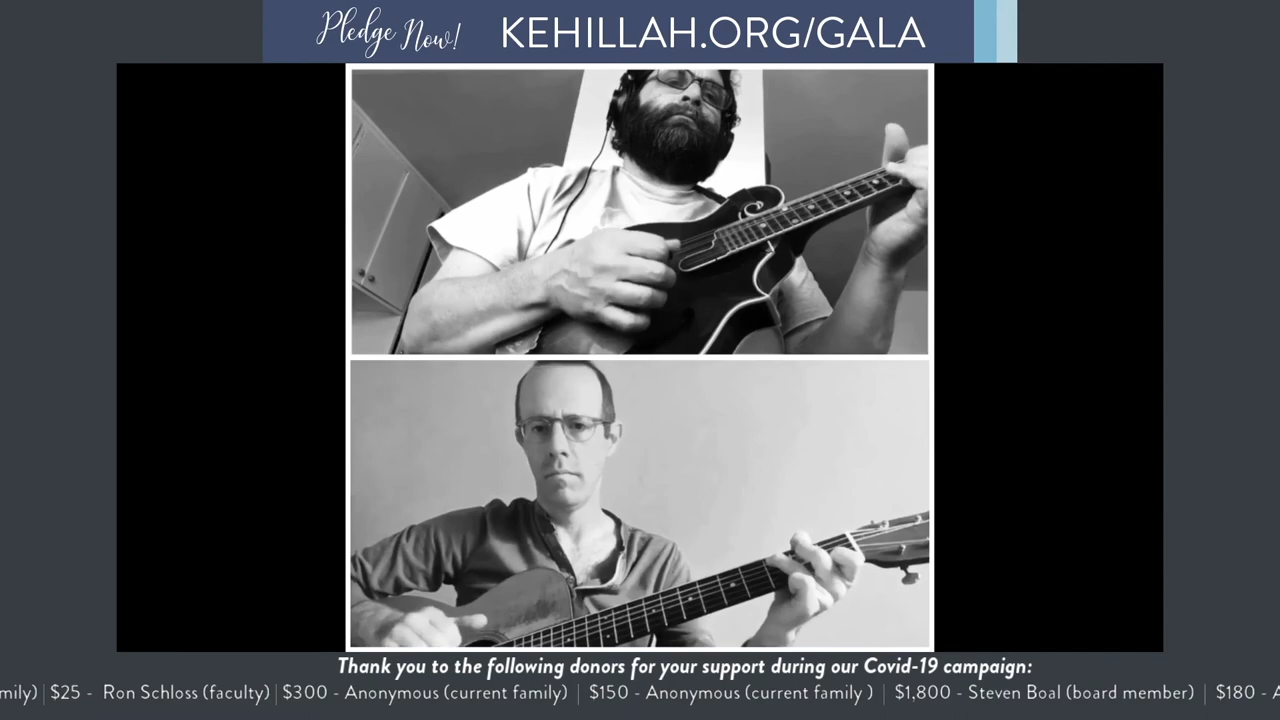 Pledge Now! KEHILLAH.ORG/GALA
Thank you to the following donors for your support during our Covid-19 campaign:
mily) | $25 - Ron Schloss (faculty) | $300 - Anonymous (current family) | $150 - Anonymous (current family ) | $1,800 - Steven Boal (board member) | $180 - A